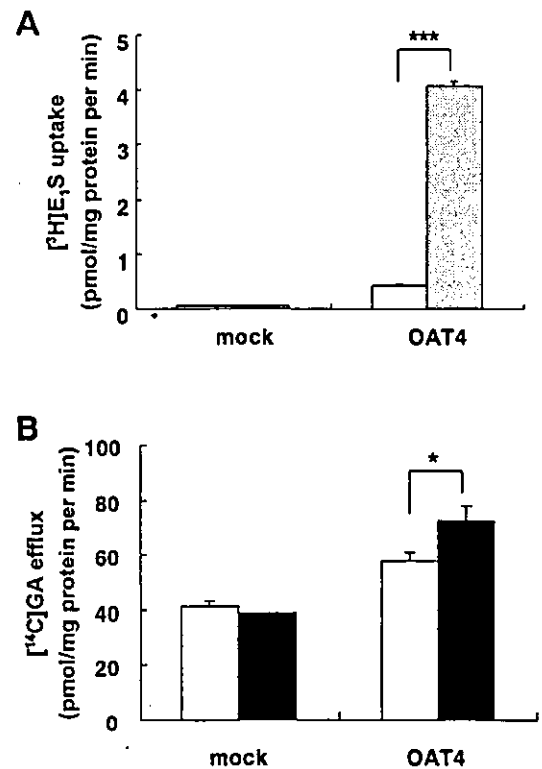 A
[³H]E₁S uptake
(pmol/mg protein per min)
5
4
3
2
1
0
***
mock
OAT4
B
[¹⁴C]GA efflux
(pmol/mg protein per min)
100
80
60
40
20
0
*
mock
OAT4